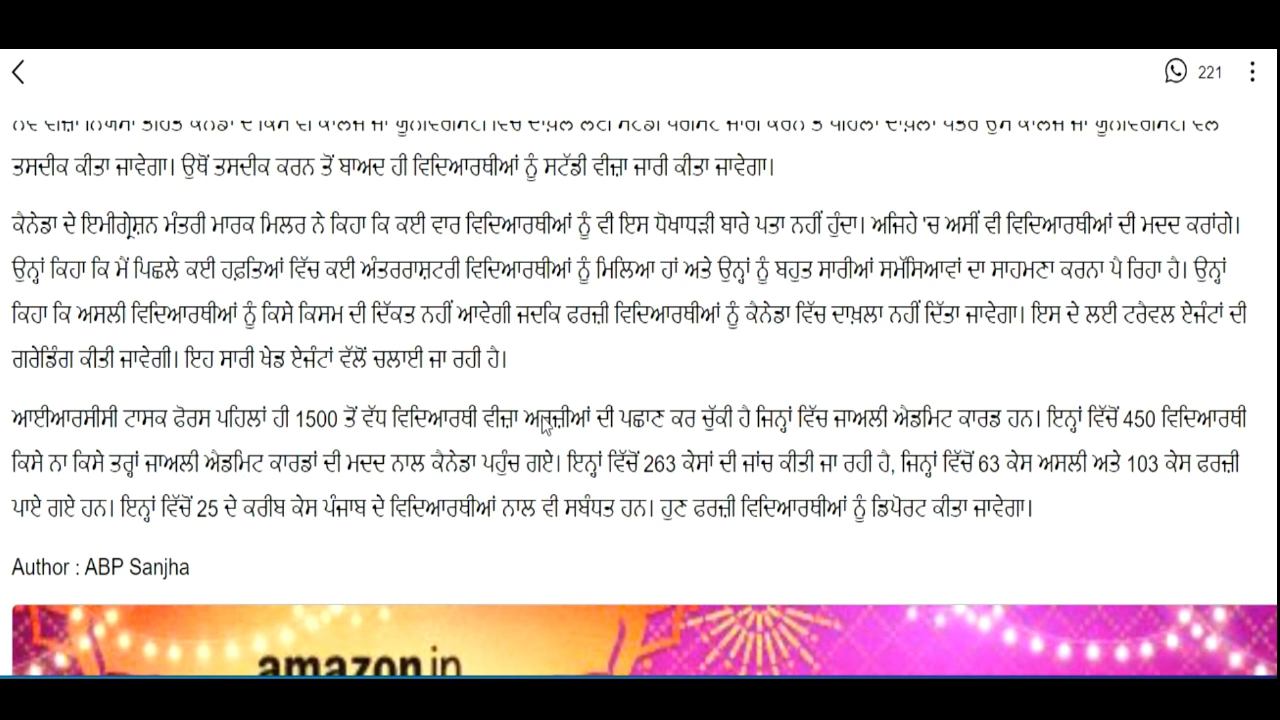 221
ਤਸਦੀਕ ਕੀਤਾ ਜਾਵੇਗਾ। ਉਥੋਂ ਤਸਦੀਕ ਕਰਨ ਤੋਂ ਬਾਅਦ ਹੀ ਵਿਦਿਆਰਥੀਆਂ ਨੂੰ ਸਟੱਡੀ ਵੀਜ਼ਾ ਜਾਰੀ ਕੀਤਾ ਜਾਵੇਗਾ।
ਕੈਨੇਡਾ ਦੇ ਇਮੀਗ੍ਰੇਸ਼ਨ ਮੰਤਰੀ ਮਾਰਕ ਮਿਲਰ ਨੇ ਕਿਹਾ ਕਿ ਕਈ ਵਾਰ ਵਿਦਿਆਰਥੀਆਂ ਨੂੰ ਵੀ ਇਸ ਧੋਖਾਧੜੀ ਬਾਰੇ ਪਤਾ ਨਹੀਂ ਹੁੰਦਾ। ਅਜਿਹੇ 'ਚ ਅਸੀਂ ਵੀ ਵਿਦਿਆਰਥੀਆਂ ਦੀ ਮਦਦ ਕਰਾਂਗੇ।
ਉਨ੍ਹਾਂ ਕਿਹਾ ਕਿ ਮੈਂ ਪਿਛਲੇ ਕਈ ਹਫ਼ਤਿਆਂ ਵਿੱਚ ਕਈ ਅੰਤਰਰਾਸ਼ਟਰੀ ਵਿਦਿਆਰਥੀਆਂ ਨੂੰ ਮਿਲਿਆ ਹਾਂ ਅਤੇ ਉਨ੍ਹਾਂ ਨੂੰ ਬਹੁਤ ਸਾਰੀਆਂ ਸਮੱਸਿਆਵਾਂ ਦਾ ਸਾਹਮਣਾ ਕਰਨਾ ਪੈ ਰਿਹਾ ਹੈ। ਉਨ੍ਹਾਂ
ਕਿਹਾ ਕਿ ਅਸਲੀ ਵਿਦਿਆਰਥੀਆਂ ਨੂੰ ਕਿਸੇ ਕਿਸਮ ਦੀ ਦਿੱਕਤ ਨਹੀਂ ਆਵੇਗੀ ਜਦਕਿ ਫਰਜ਼ੀ ਵਿਦਿਆਰਥੀਆਂ ਨੂੰ ਕੈਨੇਡਾ ਵਿੱਚ ਦਾਖ਼ਲਾ ਨਹੀਂ ਦਿੱਤਾ ਜਾਵੇਗਾ। ਇਸ ਦੇ ਲਈ ਟਰੈਵਲ ਏਜੰਟਾਂ ਦੀ
ਗਰੇਡਿੰਗ ਕੀਤੀ ਜਾਵੇਗੀ। ਇਹ ਸਾਰੀ ਖੇਡ ਏਜੰਟਾਂ ਵੱਲੋਂ ਚਲਾਈ ਜਾ ਰਹੀ ਹੈ।
ਆਈਆਰਸੀਸੀ ਟਾਸਕ ਫੋਰਸ ਪਹਿਲਾਂ ਹੀ 1500 ਤੋਂ ਵੱਧ ਵਿਦਿਆਰਥੀ ਵੀਜ਼ਾ ਅਰਜ਼ੀਆਂ ਦੀ ਪਛਾਣ ਕਰ ਚੁੱਕੀ ਹੈ ਜਿਨ੍ਹਾਂ ਵਿੱਚ ਜਾਅਲੀ ਐਡਮਿਟ ਕਾਰਡ ਹਨ। ਇਨ੍ਹਾਂ ਵਿੱਚੋਂ 450 ਵਿਦਿਆਰਥੀ
ਕਿਸੇ ਨਾ ਕਿਸੇ ਤਰ੍ਹਾਂ ਜਾਅਲੀ ਐਡਮਿਟ ਕਾਰਡਾਂ ਦੀ ਮਦਦ ਨਾਲ ਕੈਨੇਡਾ ਪਹੁੰਚ ਗਏ। ਇਨ੍ਹਾਂ ਵਿੱਚੋਂ 263 ਕੇਸਾਂ ਦੀ ਜਾਂਚ ਕੀਤੀ ਜਾ ਰਹੀ ਹੈ, ਜਿਨ੍ਹਾਂ ਵਿੱਚੋਂ 63 ਕੇਸ ਅਸਲੀ ਅਤੇ 103 ਕੇਸ ਫਰਜ਼ੀ
ਪਾਏ ਗਏ ਹਨ। ਇਨ੍ਹਾਂ ਵਿੱਚੋਂ 25 ਦੇ ਕਰੀਬ ਕੇਸ ਪੰਜਾਬ ਦੇ ਵਿਦਿਆਰਥੀਆਂ ਨਾਲ ਵੀ ਸਬੰਧਤ ਹਨ। ਹੁਣ ਫਰਜ਼ੀ ਵਿਦਿਆਰਥੀਆਂ ਨੂੰ ਡਿਪੋਰਟ ਕੀਤਾ ਜਾਵੇਗਾ।
Author : ABP Sanjha
amazon.in